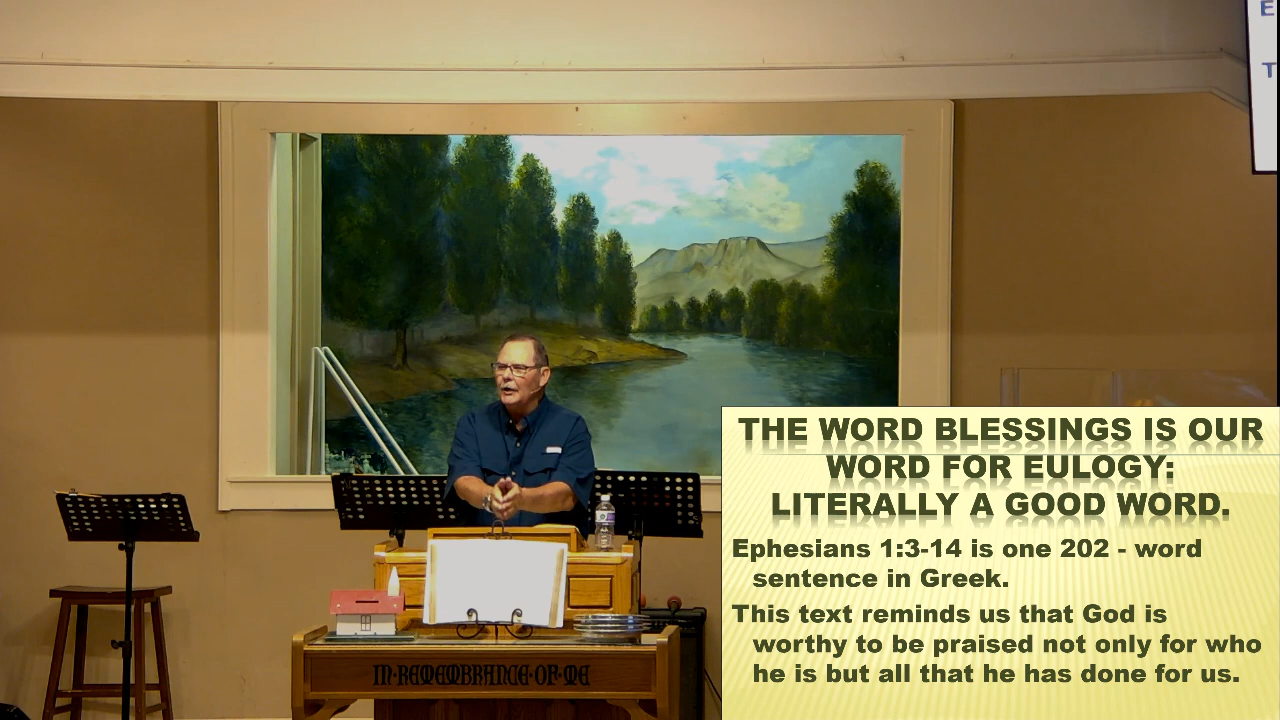 E
T
THE WORD BLESSINGS IS OUR
WORD FOR EULOGY:
LITERALLY A GOOD WORD.
Ephesians 1:3-14 is one 202 - word
sentence in Greek.
This text reminds us that God is
worthy to be praised not only for who
he is but all that he has done for us.
IN·REMEMBRANCE·OF·ME